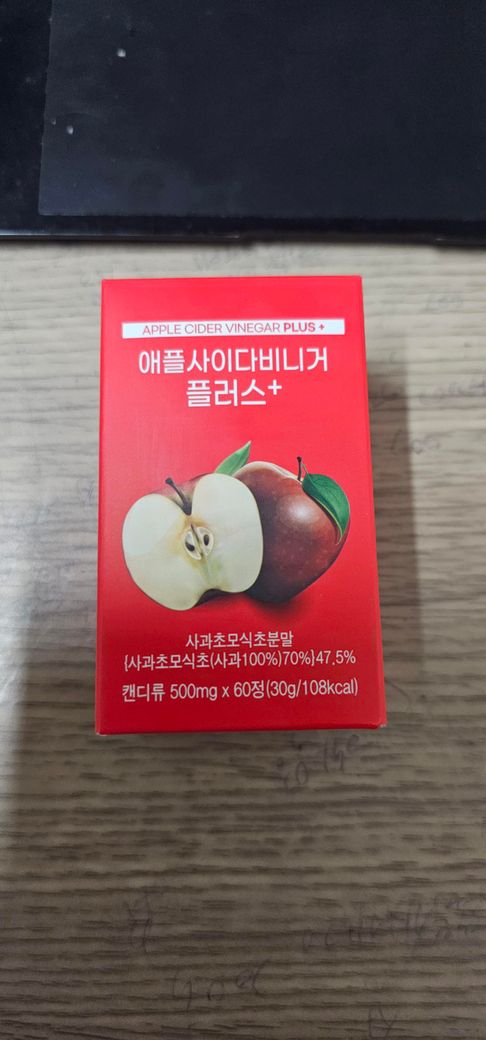 APPLE CIDER VINEGAR PLUS +
애플사이다비니거
플러스+
사과초모식초분말
{사과초모식초(사과100%)70%}47.5%
캔디류 500mg x 60정(30g/108kcal)